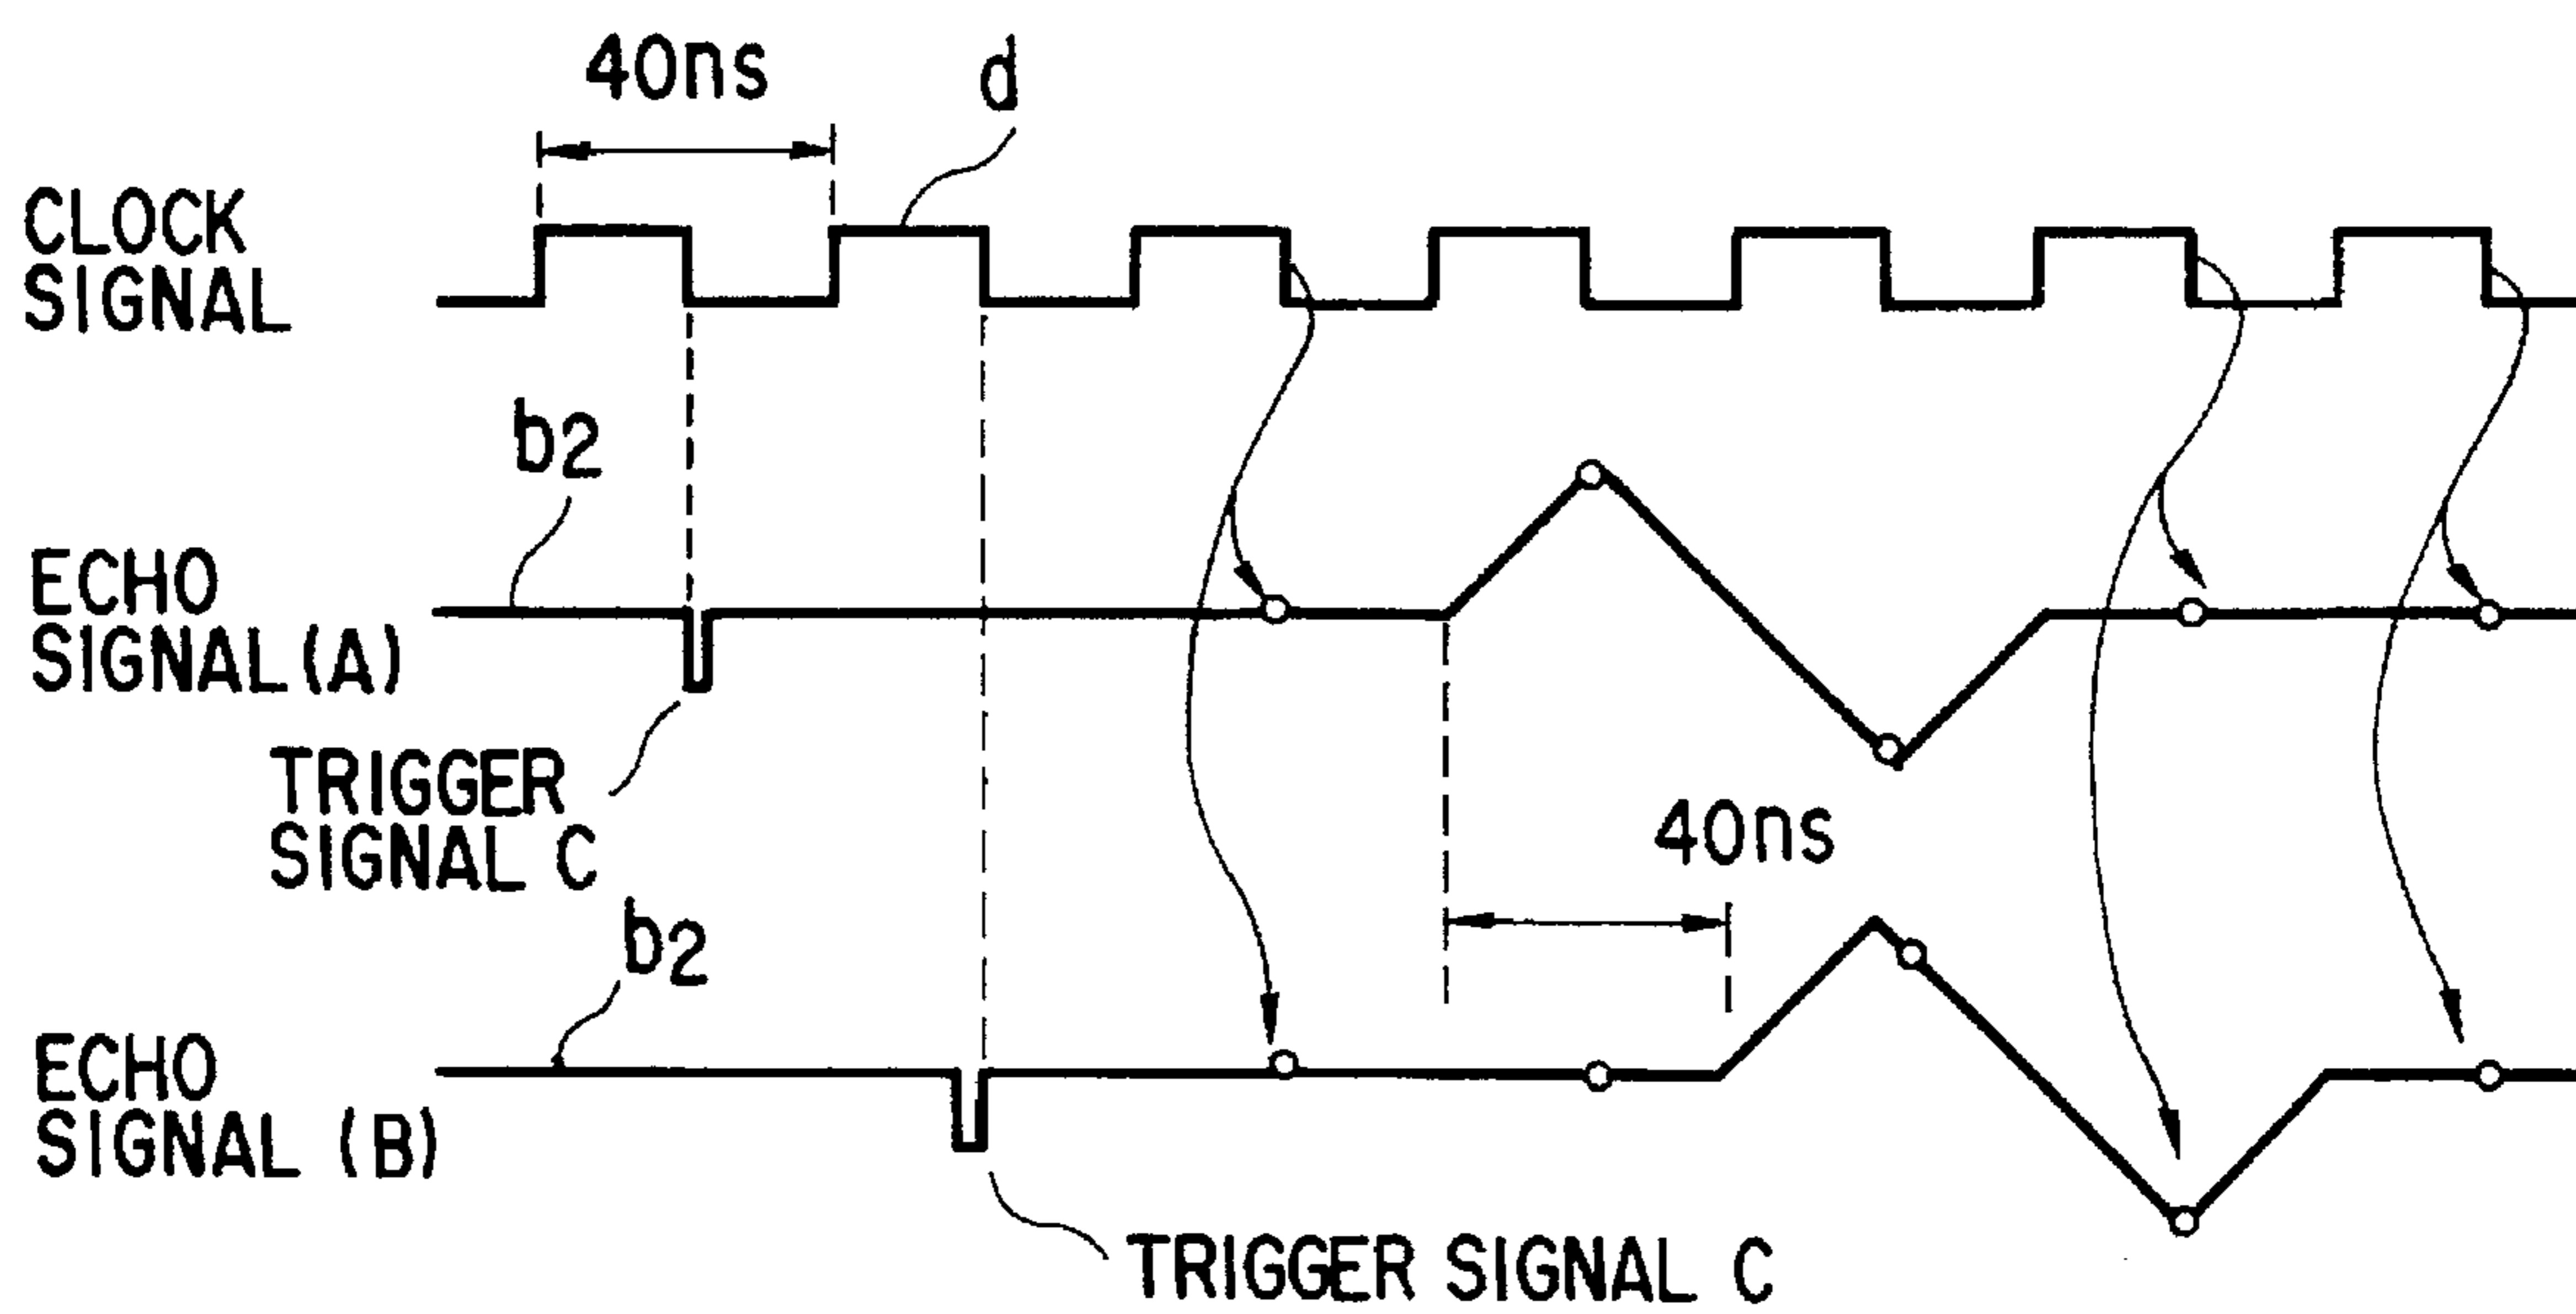 40ns
d
CLOCK
SIGNAL
b2
ECHO
SIGNAL(A)
TRIGGER
SIGNAL C
40ns
b2
ECHO
SIGNAL (B)
TRIGGER SIGNAL C